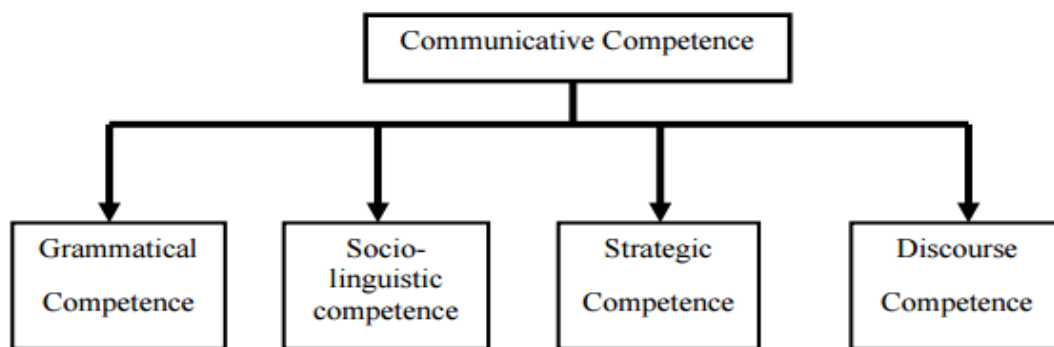 Communicative Competence
Grammatical
Competence
Socio-
linguistic
competence
Strategic
Competence
Discourse
Competence